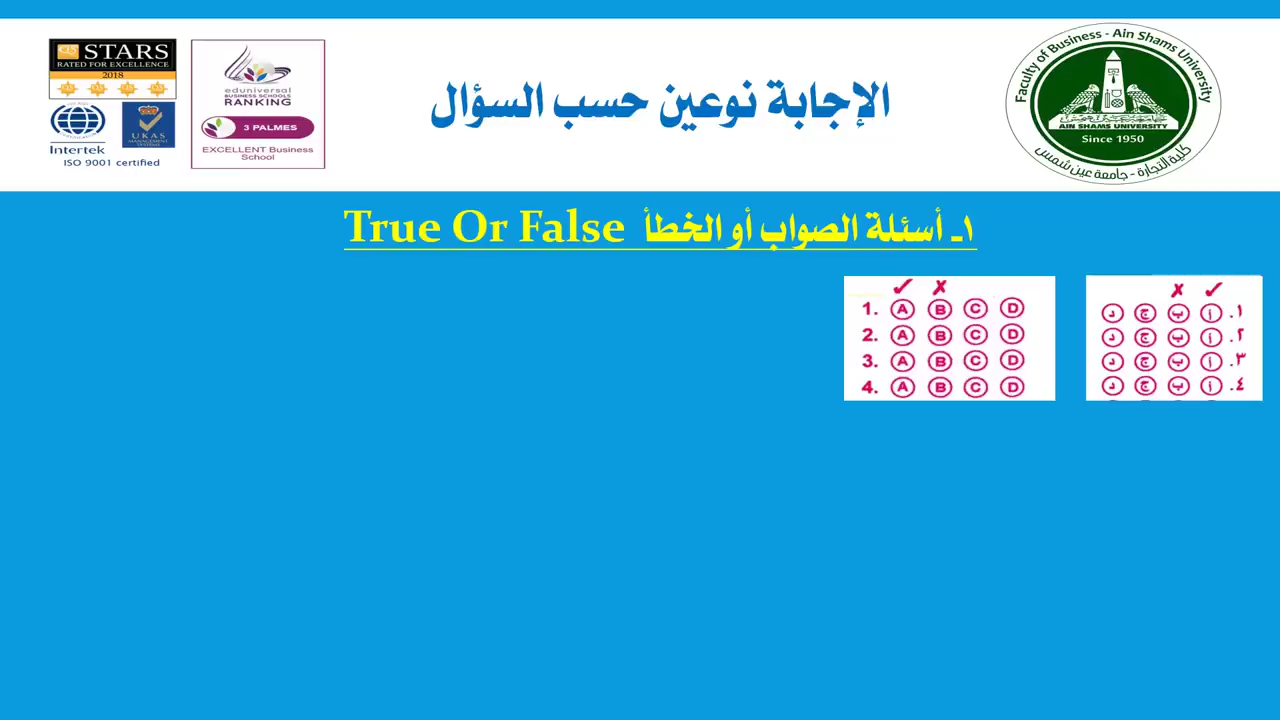 STARS
RATED FOR EXCELLENCE
2018
Intertek
ISO 9001 certified
UKAS
MANAGEMENT
SYSTEMS
eduniversal
BUSINESS SCHOOLS
RANKING
3 PALMES
EXCELLENT Business
School
الإجابة نوعين حسب السؤال
Faculty of Business - Ain Shams University
AIN SHAMS UNIVERSITY
Since 1950
كلية التجارة - جامعة عين شمس
١ـ أسئلة الصواب أو الخطأ True Or False
✓ ✗
1. A B C D
2. A B C D
3. A B C D
4. A B C D
✓ ✗
١. أ ب ج د
٢. أ ب ج د
٣. أ ب ج د
٤. أ ب ج د